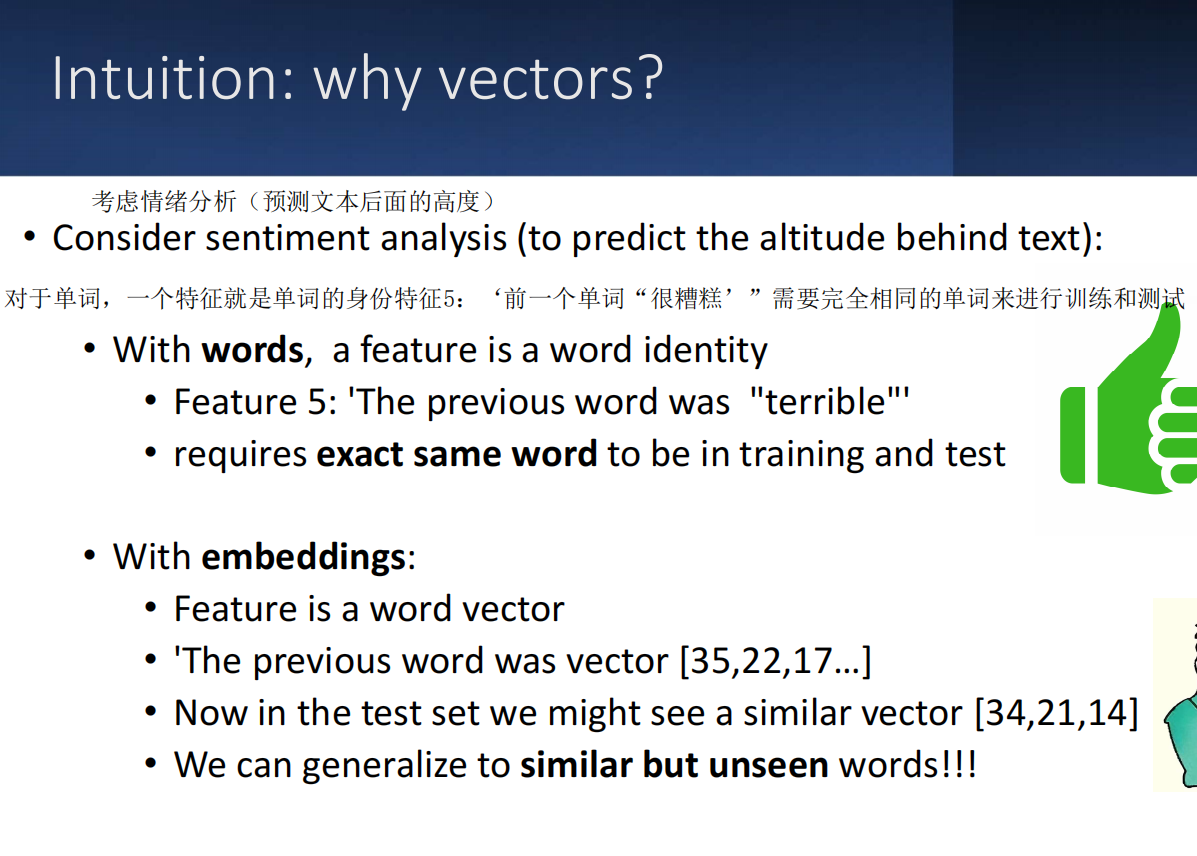 Intuition: why vectors?
考虑情绪分析（预测文本后面的高度）
• Consider sentiment analysis (to predict the altitude behind text):
对于单词，一个特征就是单词的身份特征5：‘前一个单词“很糟糕’”需要完全相同的单词来进行训练和测试
• With words, a feature is a word identity
• Feature 5: 'The previous word was "terrible"'
• requires exact same word to be in training and test
• With embeddings:
• Feature is a word vector
• 'The previous word was vector [35,22,17…]
• Now in the test set we might see a similar vector [34,21,14]
• We can generalize to similar but unseen words!!!